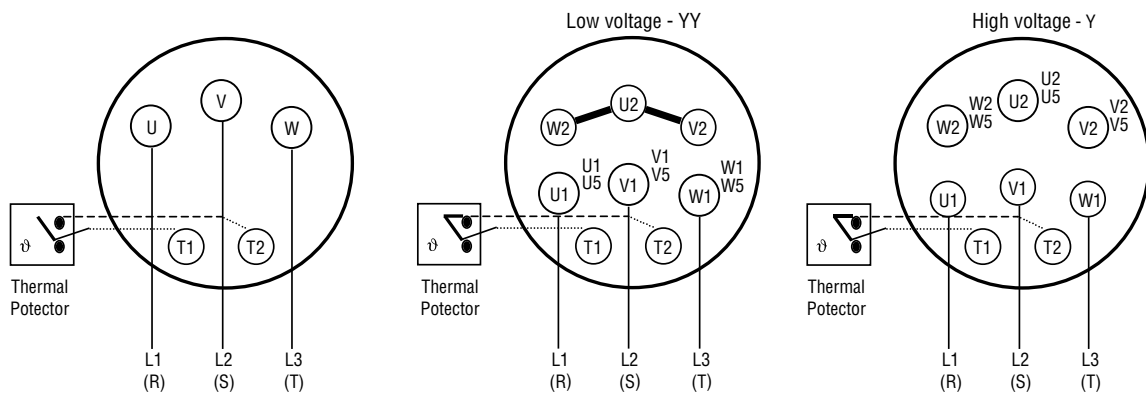 Low voltage - YY
High voltage - Y
V
U
W
ϑ
T1
T2
Thermal
Potector
L1
(R)
L2
(S)
L3
(T)
U2
W2
V2
U1
U5
V1
V5
W1
W5
U1
V1
W1
ϑ
T1
T2
Thermal
Potector
L1
(R)
L2
(S)
L3
(T)
U2
U5
W2
W5
V2
V5
U2
W2
V2
U1
V1
W1
ϑ
T1
T2
Thermal
Potector
L1
(R)
L2
(S)
L3
(T)